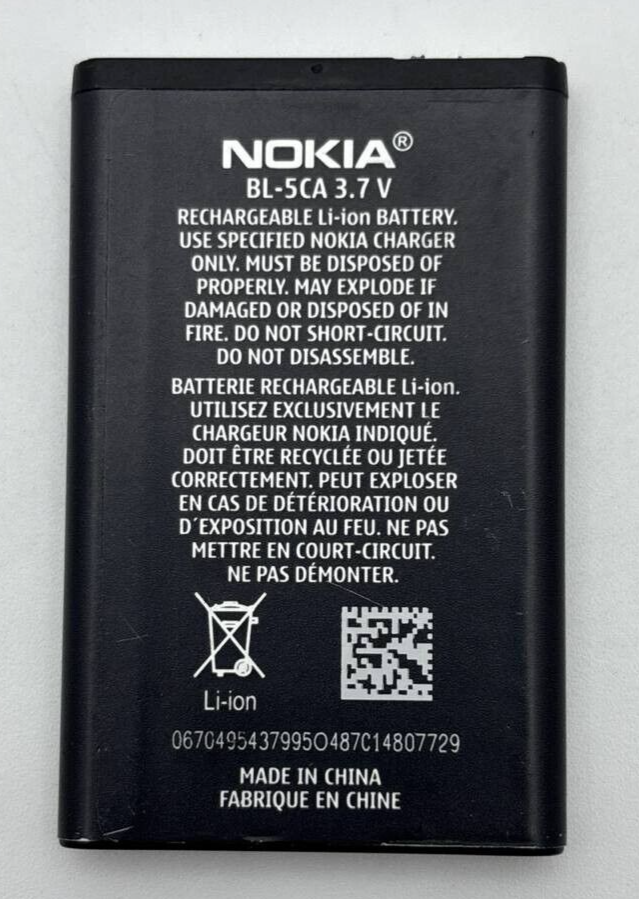 NOKIA®
BL-5CA 3.7 V
RECHARGEABLE Li-ion BATTERY.
USE SPECIFIED NOKIA CHARGER
ONLY. MUST BE DISPOSED OF
PROPERLY. MAY EXPLODE IF
DAMAGED OR DISPOSED OF IN
FIRE. DO NOT SHORT-CIRCUIT.
DO NOT DISASSEMBLE.
BATTERIE RECHARGEABLE Li-ion.
UTILISEZ EXCLUSIVEMENT LE
CHARGEUR NOKIA INDIQUÉ.
DOIT ÊTRE RECYCLÉE OU JETÉE
CORRECTEMENT. PEUT EXPLOSER
EN CAS DE DÉTÉRIORATION OU
D´EXPOSITION AU FEU. NE PAS
METTRE EN COURT-CIRCUIT.
NE PAS DÉMONTER.
Li-ion
0670495437995O487C14807729
MADE IN CHINA
FABRIQUE EN CHINE